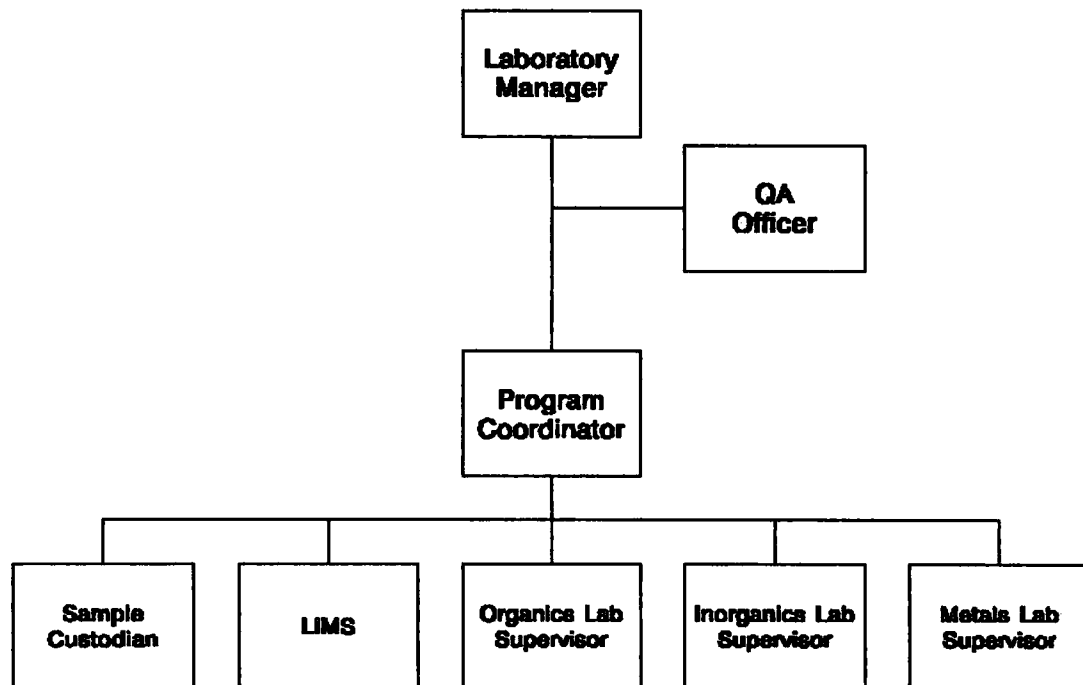 Laboratory
Manager
QA
Officer
Program
Coordinator
Sample
Custodian
LIMS
Organics Lab
Supervisor
Inorganics Lab
Supervisor
Metals Lab
Supervisor